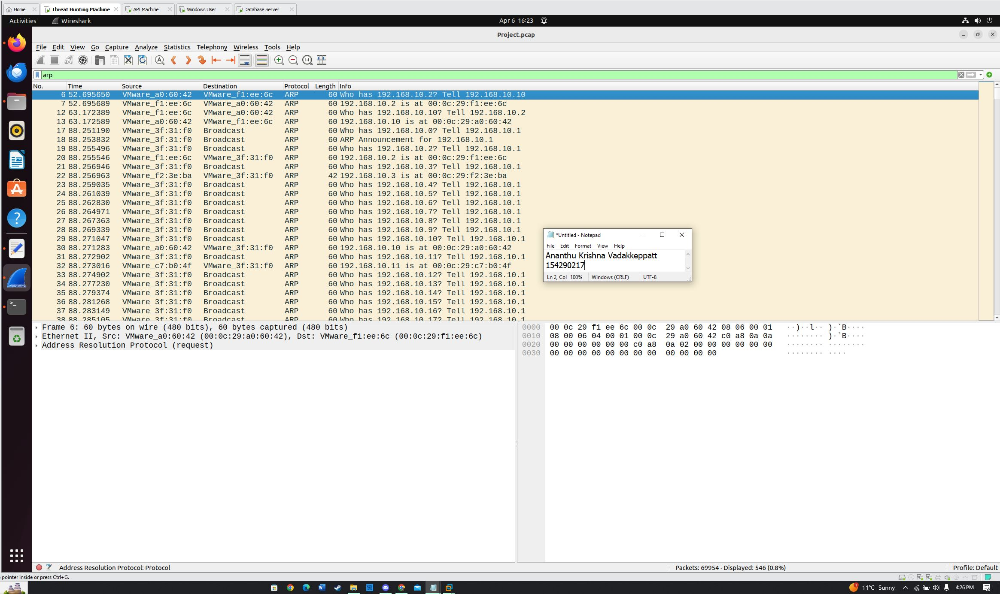 Home
Threat Hunting Machine
API Machine
Windows User
Database Server
Activities
Wireshark
Apr 6 16:23
Project.pcap
File Edit View Go Capture Analyze Statistics Telephony Wireless Tools Help
arp
No. Time Source Destination Protocol Length Info
6 52.695650 VMware_a0:60:42 VMware_f1:ee:6c ARP 60 Who has 192.168.10.2? Tell 192.168.10.10
7 52.695689 VMware_f1:ee:6c VMware_a0:60:42 ARP 60 192.168.10.2 is at 00:0c:29:f1:ee:6c
12 63.172389 VMware_f1:ee:6c VMware_a0:60:42 ARP 60 Who has 192.168.10.10? Tell 192.168.10.2
13 63.172589 VMware_a0:60:42 VMware_f1:ee:6c ARP 60 192.168.10.10 is at 00:0c:29:a0:60:42
17 88.251190 VMware_3f:31:f0 Broadcast ARP 60 Who has 192.168.10.0? Tell 192.168.10.1
18 88.253832 VMware_3f:31:f0 Broadcast ARP 60 ARP Announcement for 192.168.10.1
19 88.255496 VMware_3f:31:f0 Broadcast ARP 60 Who has 192.168.10.2? Tell 192.168.10.1
20 88.255546 VMware_f1:ee:6c VMware_3f:31:f0 ARP 60 192.168.10.2 is at 00:0c:29:f1:ee:6c
21 88.256946 VMware_3f:31:f0 Broadcast ARP 60 Who has 192.168.10.3? Tell 192.168.10.1
22 88.256963 VMware_f2:3e:ba VMware_3f:31:f0 ARP 42 192.168.10.3 is at 00:0c:29:f2:3e:ba
23 88.259035 VMware_3f:31:f0 Broadcast ARP 60 Who has 192.168.10.4? Tell 192.168.10.1
24 88.261039 VMware_3f:31:f0 Broadcast ARP 60 Who has 192.168.10.5? Tell 192.168.10.1
25 88.262830 VMware_3f:31:f0 Broadcast ARP 60 Who has 192.168.10.6? Tell 192.168.10.1
26 88.264971 VMware_3f:31:f0 Broadcast ARP 60 Who has 192.168.10.7? Tell 192.168.10.1
27 88.267363 VMware_3f:31:f0 Broadcast ARP 60 Who has 192.168.10.8? Tell 192.168.10.1
28 88.269339 VMware_3f:31:f0 Broadcast ARP 60 Who has 192.168.10.9? Tell 192.168.10.1
29 88.271047 VMware_3f:31:f0 Broadcast ARP 60 Who has 192.168.10.10? Tell 192.168.10.1
30 88.271283 VMware_a0:60:42 VMware_3f:31:f0 ARP 60 192.168.10.10 is at 00:0c:29:a0:60:42
31 88.272902 VMware_3f:31:f0 Broadcast ARP 60 Who has 192.168.10.11? Tell 192.168.10.1
32 88.273016 VMware_c7:b0:4f VMware_3f:31:f0 ARP 60 192.168.10.11 is at 00:0c:29:c7:b0:4f
33 88.274902 VMware_3f:31:f0 Broadcast ARP 60 Who has 192.168.10.12? Tell 192.168.10.1
34 88.277230 VMware_3f:31:f0 Broadcast ARP 60 Who has 192.168.10.13? Tell 192.168.10.1
35 88.279374 VMware_3f:31:f0 Broadcast ARP 60 Who has 192.168.10.14? Tell 192.168.10.1
36 88.281268 VMware_3f:31:f0 Broadcast ARP 60 Who has 192.168.10.15? Tell 192.168.10.1
37 88.283149 VMware_3f:31:f0 Broadcast ARP 60 Who has 192.168.10.16? Tell 192.168.10.1
38 88.285105 VMware_3f:31:f0 Broadcast ARP 60 Who has 192.168.10.17? Tell 192.168.10.1
*Untitled - Notepad
File Edit Format View Help
Ananthu Krishna Vadakkeppatt
154290217
Ln 2, Col 100% Windows (CRLF) UTF-8
Frame 6: 60 bytes on wire (480 bits), 60 bytes captured (480 bits)
Ethernet II, Src: VMware_a0:60:42 (00:0c:29:a0:60:42), Dst: VMware_f1:ee:6c (00:0c:29:f1:ee:6c)
Address Resolution Protocol (request)
0000 00 0c 29 f1 ee 6c 00 0c 29 a0 60 42 08 06 00 01 ··)··l·· )·`B····
0010 08 00 06 04 00 01 00 0c 29 a0 60 42 c0 a8 0a 0a ········ )·`B····
0020 00 00 00 00 00 00 c0 a8 0a 02 00 00 00 00 00 00 ········ ········
0030 00 00 00 00 00 00 00 00 00 00 00 00 ········ ····
Address Resolution Protocol: Protocol
Packets: 69954 · Displayed: 546 (0.8%)
Profile: Default
pointer inside or press Ctrl+G.
1
11°C Sunny
4:26 PM